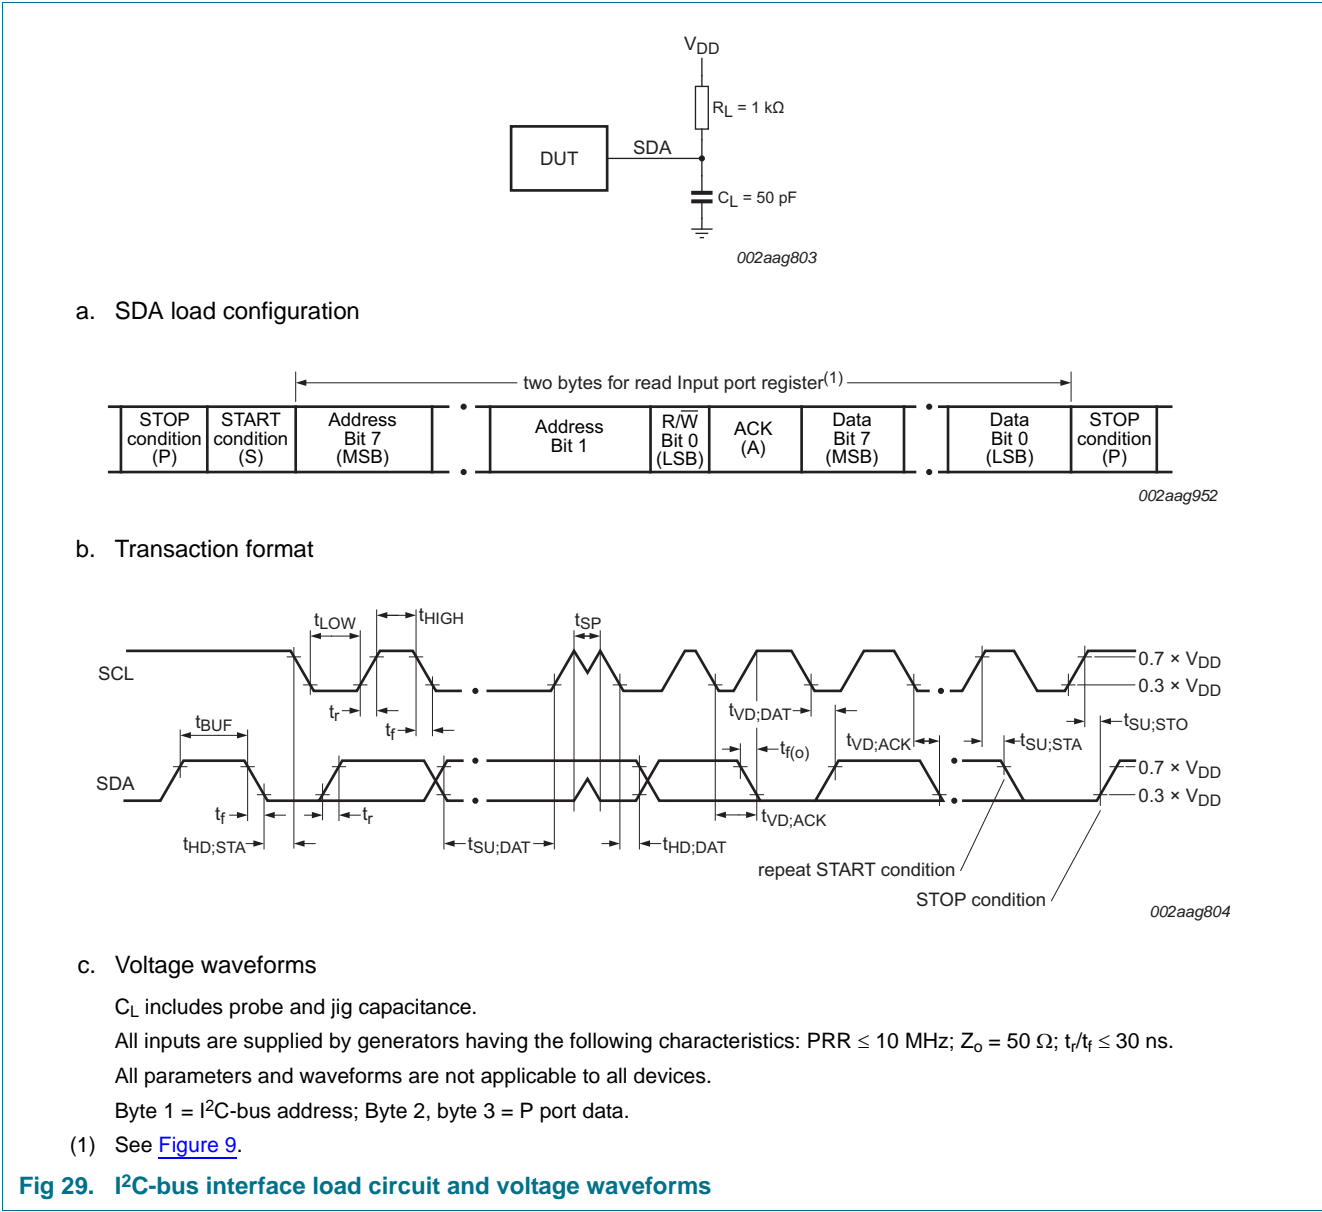 VDD
RL = 1 kΩ
DUT
SDA
CL = 50 pF
002aag803
a. SDA load configuration
two bytes for read Input port register(1)
STOP condition (P)
START condition (S)
Address Bit 7 (MSB)
Address Bit 1
R/W Bit 0 (LSB)
ACK (A)
Data Bit 7 (MSB)
Data Bit 0 (LSB)
STOP condition (P)
002aag952
b. Transaction format
tLOW
tHIGH
tSP
SCL
0.7 × VDD
0.3 × VDD
tr
tf
tBUF
tVD;DAT
tSU;STO
tVD;ACK
tSU;STA
tf(o)
SDA
0.7 × VDD
0.3 × VDD
tf
tr
tVD;ACK
tHD;STA
tSU;DAT
tHD;DAT
repeat START condition
STOP condition
002aag804
c. Voltage waveforms
CL includes probe and jig capacitance.
All inputs are supplied by generators having the following characteristics: PRR ≤ 10 MHz; Zo = 50 Ω; tr/tf ≤ 30 ns.
All parameters and waveforms are not applicable to all devices.
Byte 1 = I2C-bus address; Byte 2, byte 3 = P port data.
(1) See Figure 9.
Fig 29. I2C-bus interface load circuit and voltage waveforms